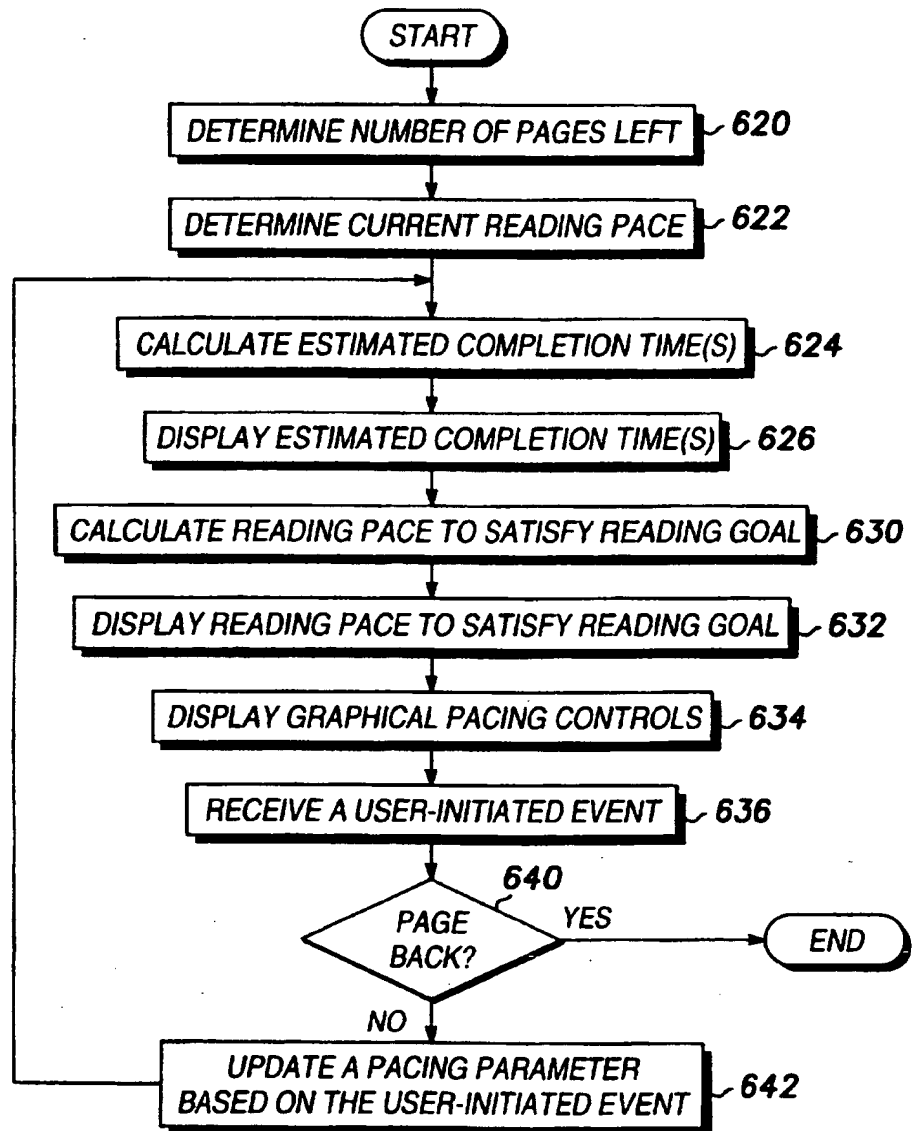 START
DETERMINE NUMBER OF PAGES LEFT 620
DETERMINE CURRENT READING PACE 622
CALCULATE ESTIMATED COMPLETION TIME(S) 624
DISPLAY ESTIMATED COMPLETION TIME(S) 626
CALCULATE READING PACE TO SATISFY READING GOAL 630
DISPLAY READING PACE TO SATISFY READING GOAL 632
DISPLAY GRAPHICAL PACING CONTROLS 634
RECEIVE A USER-INITIATED EVENT 636
640
PAGE
BACK?
YES
END
NO
UPDATE A PACING PARAMETER
BASED ON THE USER-INITIATED EVENT 642